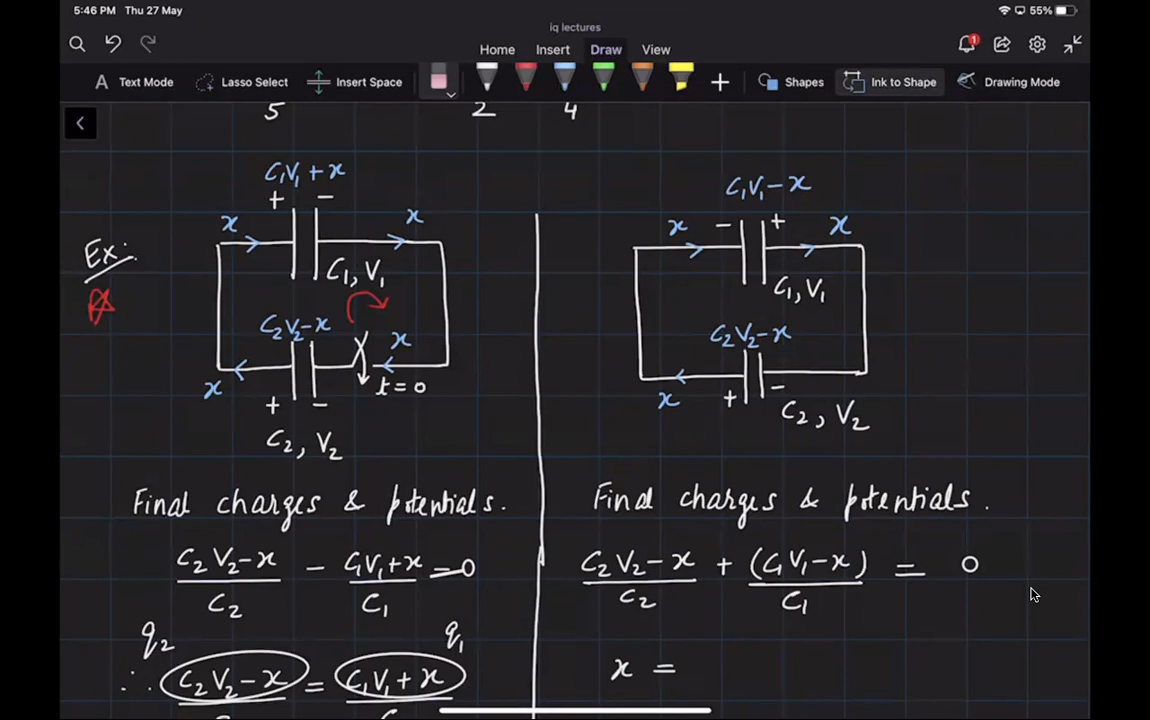 5:46 PM Thu 27 May
55%
iq lectures
Home Insert Draw View
1
A Text Mode Lasso Select Insert Space Shapes Ink to Shape Drawing Mode
5 2 4
C₁V₁ + x
+ −
x x
Ex:
C₁, V₁
C₂V₂−x
x
x
t = 0
+ −
C₂, V₂
Final charges & potentials.
C₂V₂−x / C₂ − C₁V₁+x / C₁ = 0
q₂ q₁
∴ C₂V₂−x = C₁V₁+x
C₁V₁−x
x − + x
C₁, V₁
C₂V₂−x
x + −
C₂, V₂
Final charges & potentials.
C₂V₂−x / C₂ + (C₁V₁−x) / C₁ = 0
x =